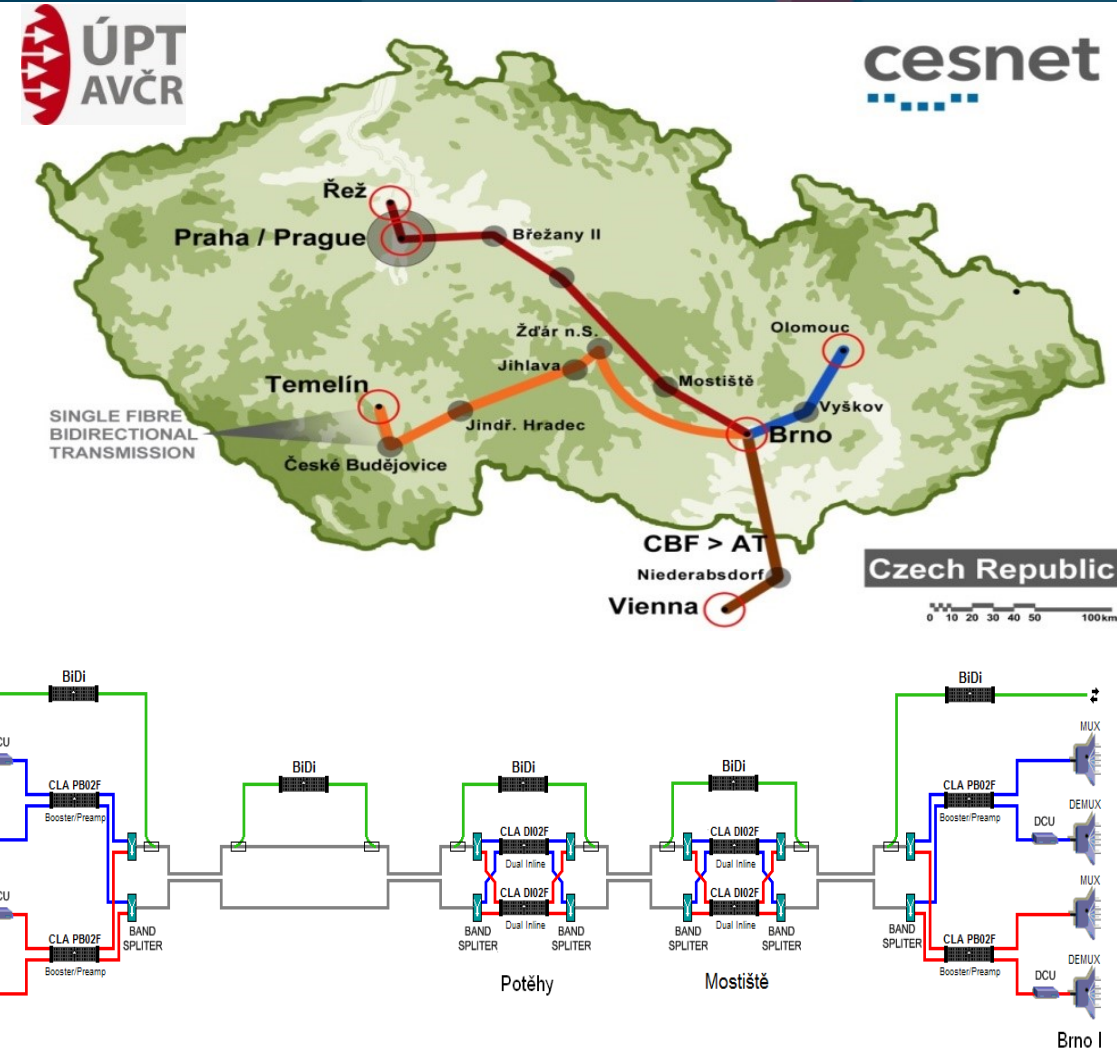 ÚPT
AVČR
cesnet
Řež
Praha / Prague
Břežany II
Žďár n.S.
Olomouc
Jihlava
Temelín
Mostiště
SINGLE FIBRE
BIDIRECTIONAL
TRANSMISSION
Vyškov
Jindř. Hradec
Brno
České Budějovice
CBF > AT
Niederabsdorf
Czech Republic
Vienna
0 10 20 30 40 50 100km
BiDi
BiDi
MUX
CU
BiDi
BiDi
BiDi
CLA PB02F
CLA PB02F
Booster/Preamp
Booster/Preamp
DEMUX
DCU
CLA DI02F
CLA DI02F
Dual Inline
Dual Inline
MUX
CU
CLA DI02F
CLA DI02F
Dual Inline
Dual Inline
BAND
SPLITER
BAND
SPLITER
BAND
SPLITER
BAND
SPLITER
BAND
SPLITER
BAND
SPLITER
CLA PB02F
CLA PB02F
Booster/Preamp
Booster/Preamp
DEMUX
DCU
Potěhy
Mostiště
Brno I